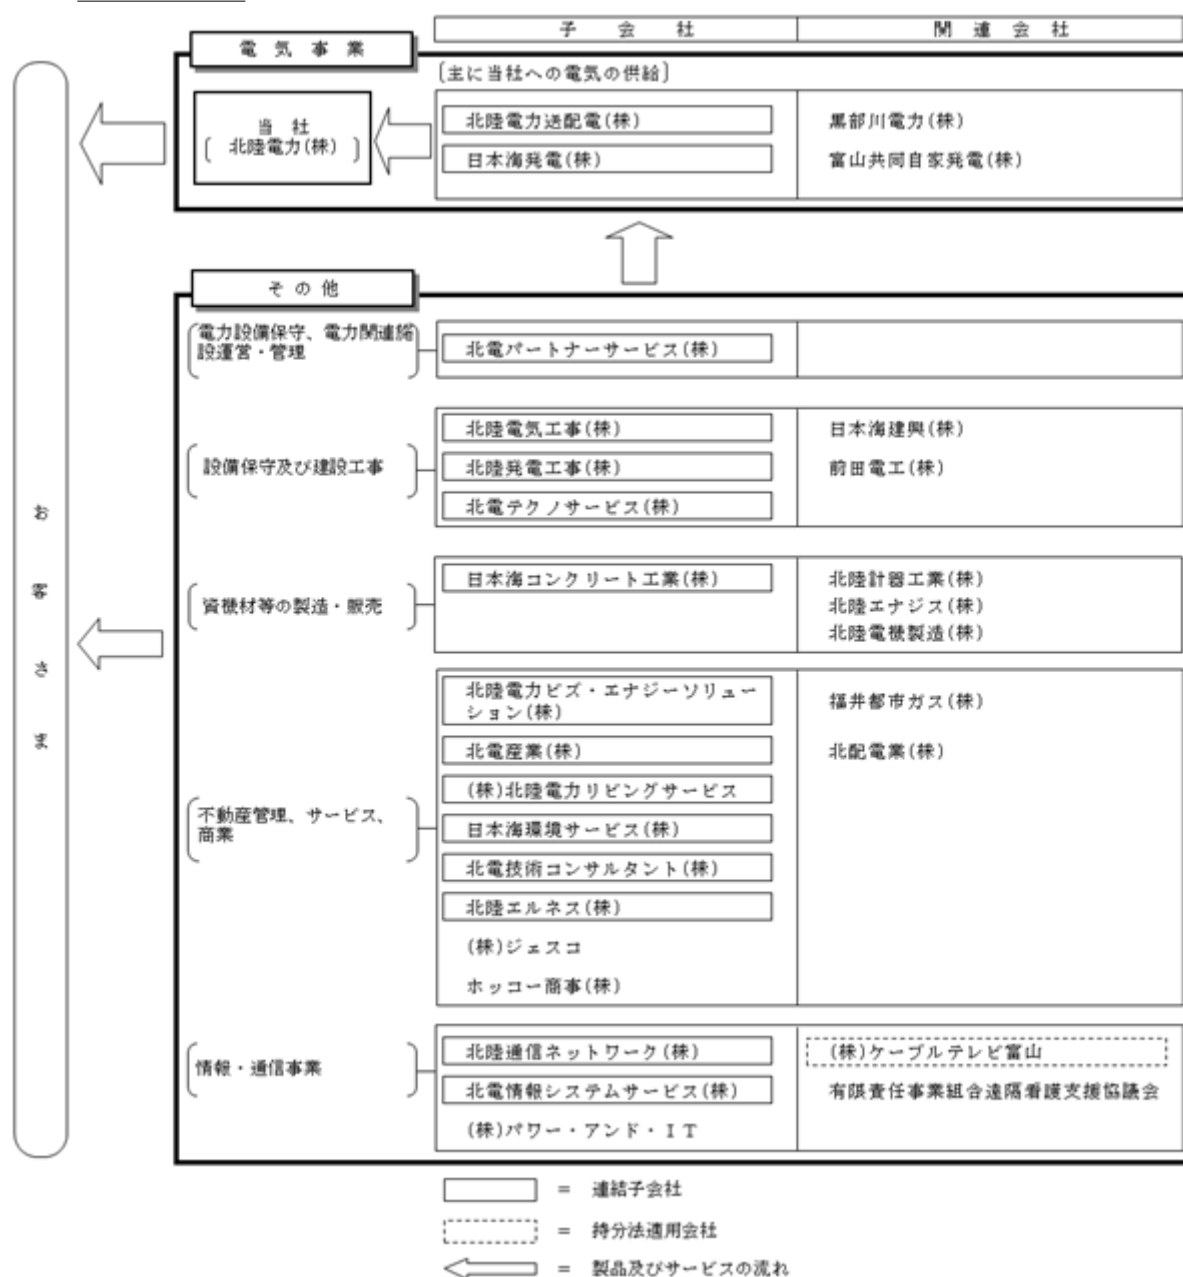 子会社 関連会社
電気事業
〔主に当社への電気の供給〕
当社
〔北陸電力(株)〕
北陸電力送配電(株) 黒部川電力(株)
日本海発電(株) 富山共同自家発電(株)
その他
電力設備保守、電力関連施
設運営・管理
北電パートナーサービス(株)
設備保守及び建設工事
北陸電気工事(株) 日本海建興(株)
北陸発電工事(株) 前田電工(株)
北電テクノサービス(株)
資機材等の製造・販売
日本海コンクリート工業(株) 北陸計器工業(株)
北陸エナジス(株)
北陸電機製造(株)
不動産管理、サービス、
商業
北陸電力ビズ・エナジーソリュー
ション(株)
福井都市ガス(株)
北電産業(株) 北配電業(株)
(株)北陸電力リビングサービス
日本海環境サービス(株)
北電技術コンサルタント(株)
北陸エルネス(株)
(株)ジェスコ
ホッコー商事(株)
情報・通信事業
北陸通信ネットワーク(株) (株)ケーブルテレビ富山
北電情報システムサービス(株) 有限責任事業組合遠隔看護支援協議会
(株)パワー・アンド・IT
お客さま
= 連結子会社
= 持分法適用会社
= 製品及びサービスの流れ